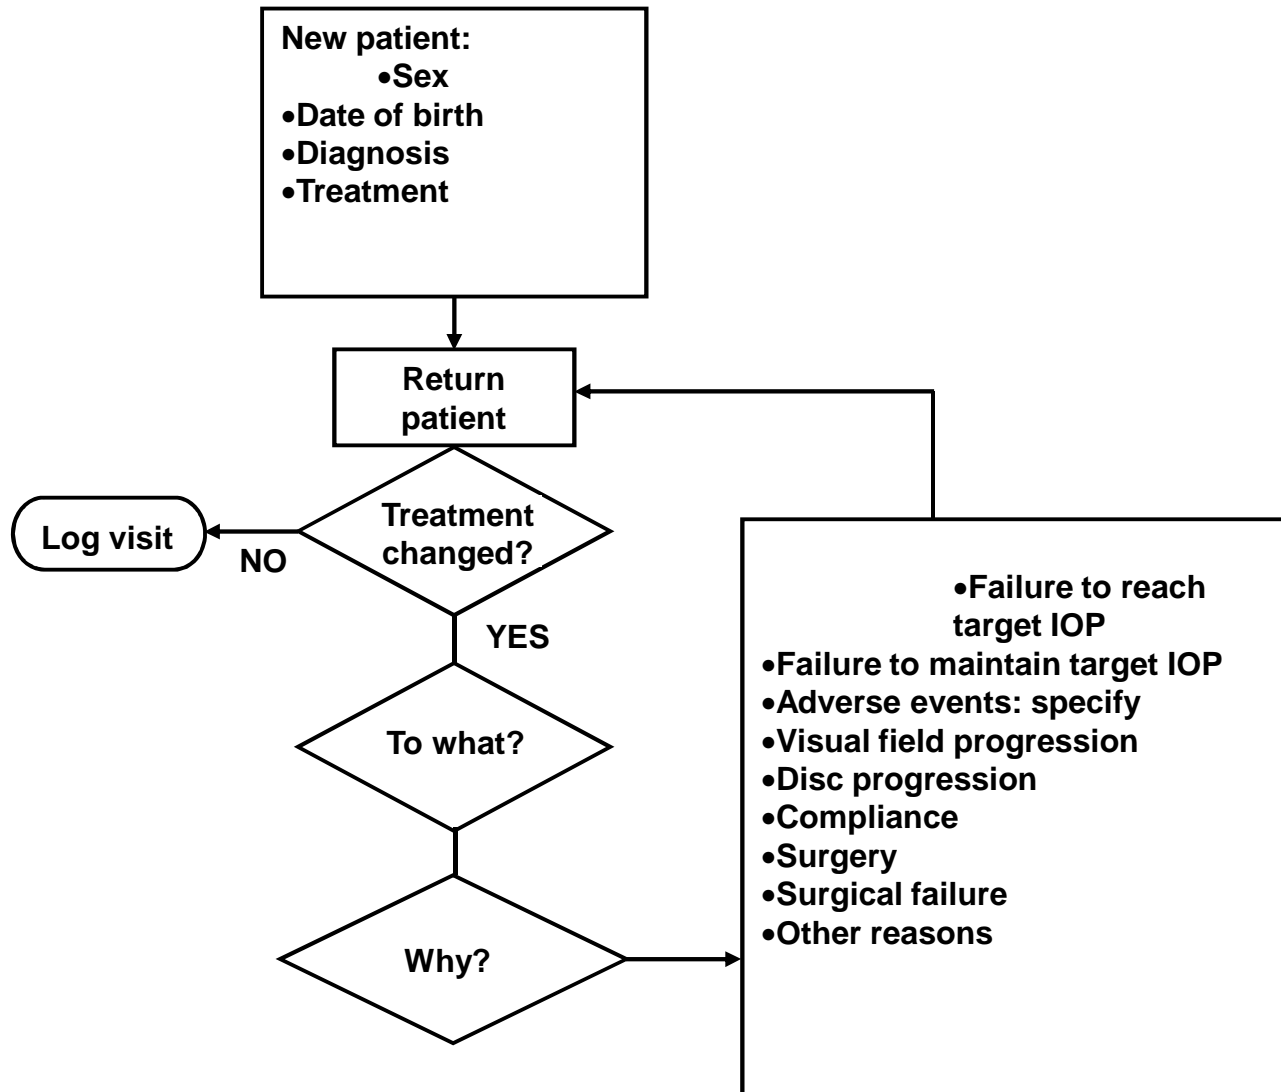 New patient:
•Sex
•Date of birth
•Diagnosis
•Treatment
Return
patient
Treatment
changed?
NO
Log visit
YES
To what?
Why?
•Failure to reach
target IOP
•Failure to maintain target IOP
•Adverse events: specify
•Visual field progression
•Disc progression
•Compliance
•Surgery
•Surgical failure
•Other reasons